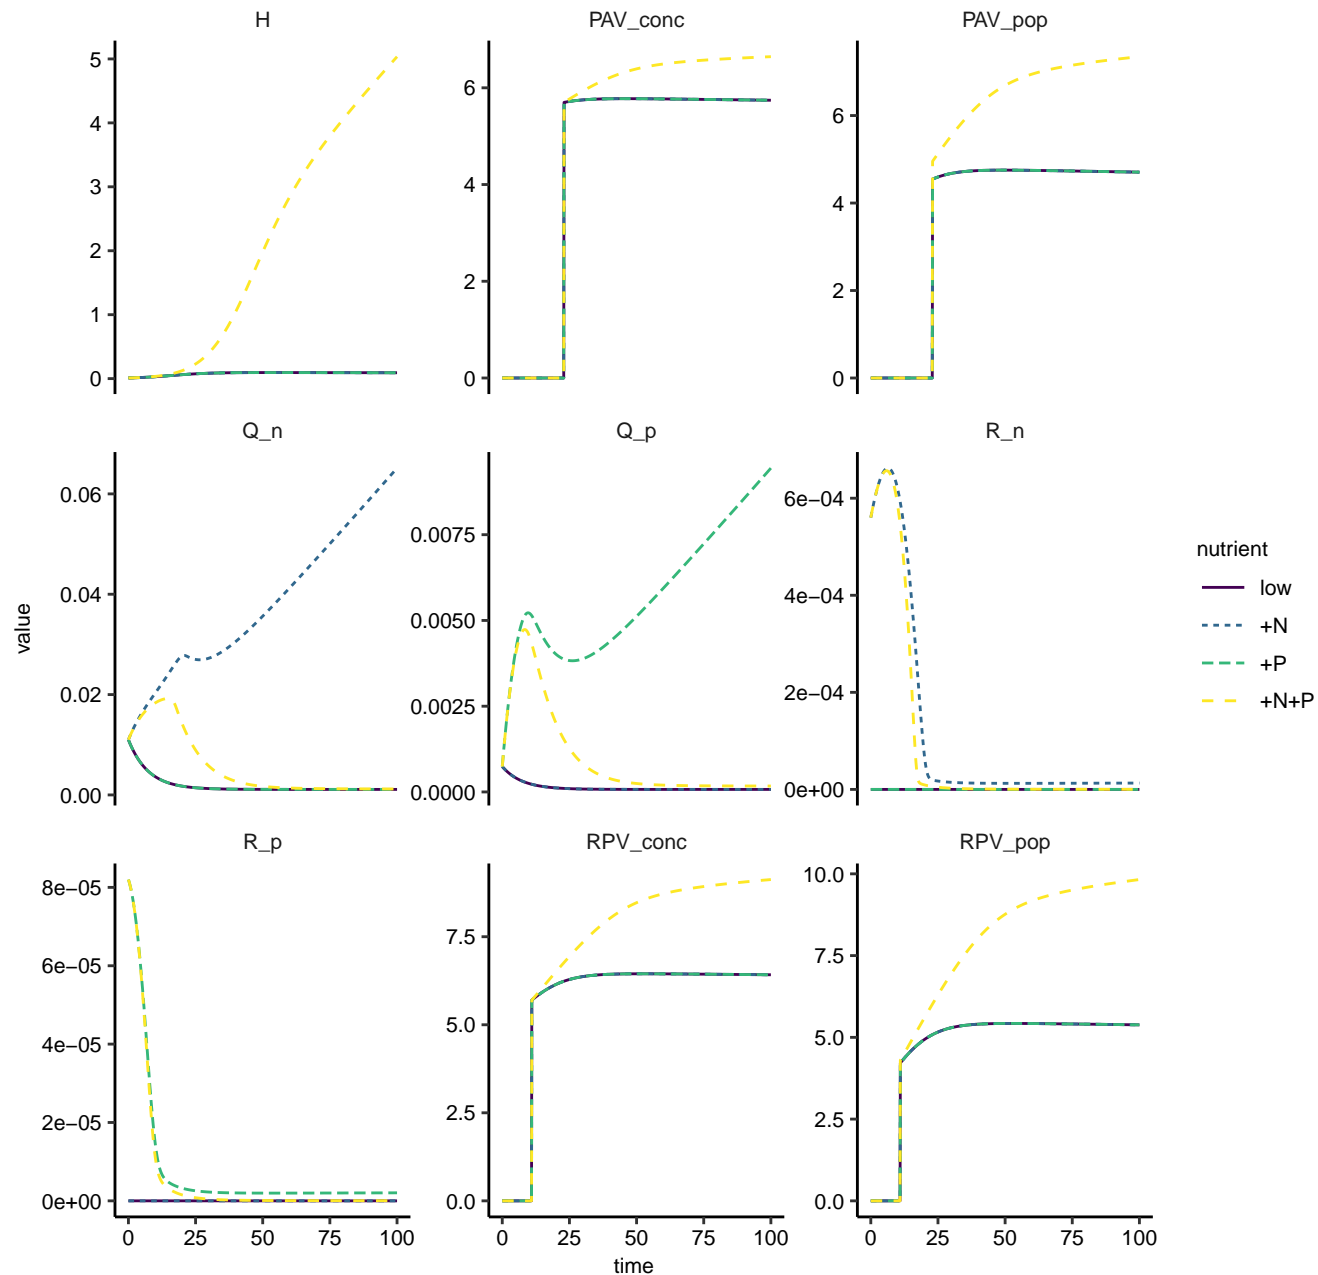 H
PAV_conc
PAV_pop
5
4
3
2
1
0
6
4
2
0
6
4
2
0
Q_n
Q_p
R_n
0.06
0.04
0.02
0.00
0.0075
0.0050
0.0025
0.0000
6e−04
4e−04
2e−04
0e+00
value
nutrient
low
+N
+P
+N+P
R_p
RPV_conc
RPV_pop
8e−05
6e−05
4e−05
2e−05
0e+00
7.5
5.0
2.5
0.0
10.0
7.5
5.0
2.5
0.0
0 25 50 75 100
0 25 50 75 100
0 25 50 75 100
time